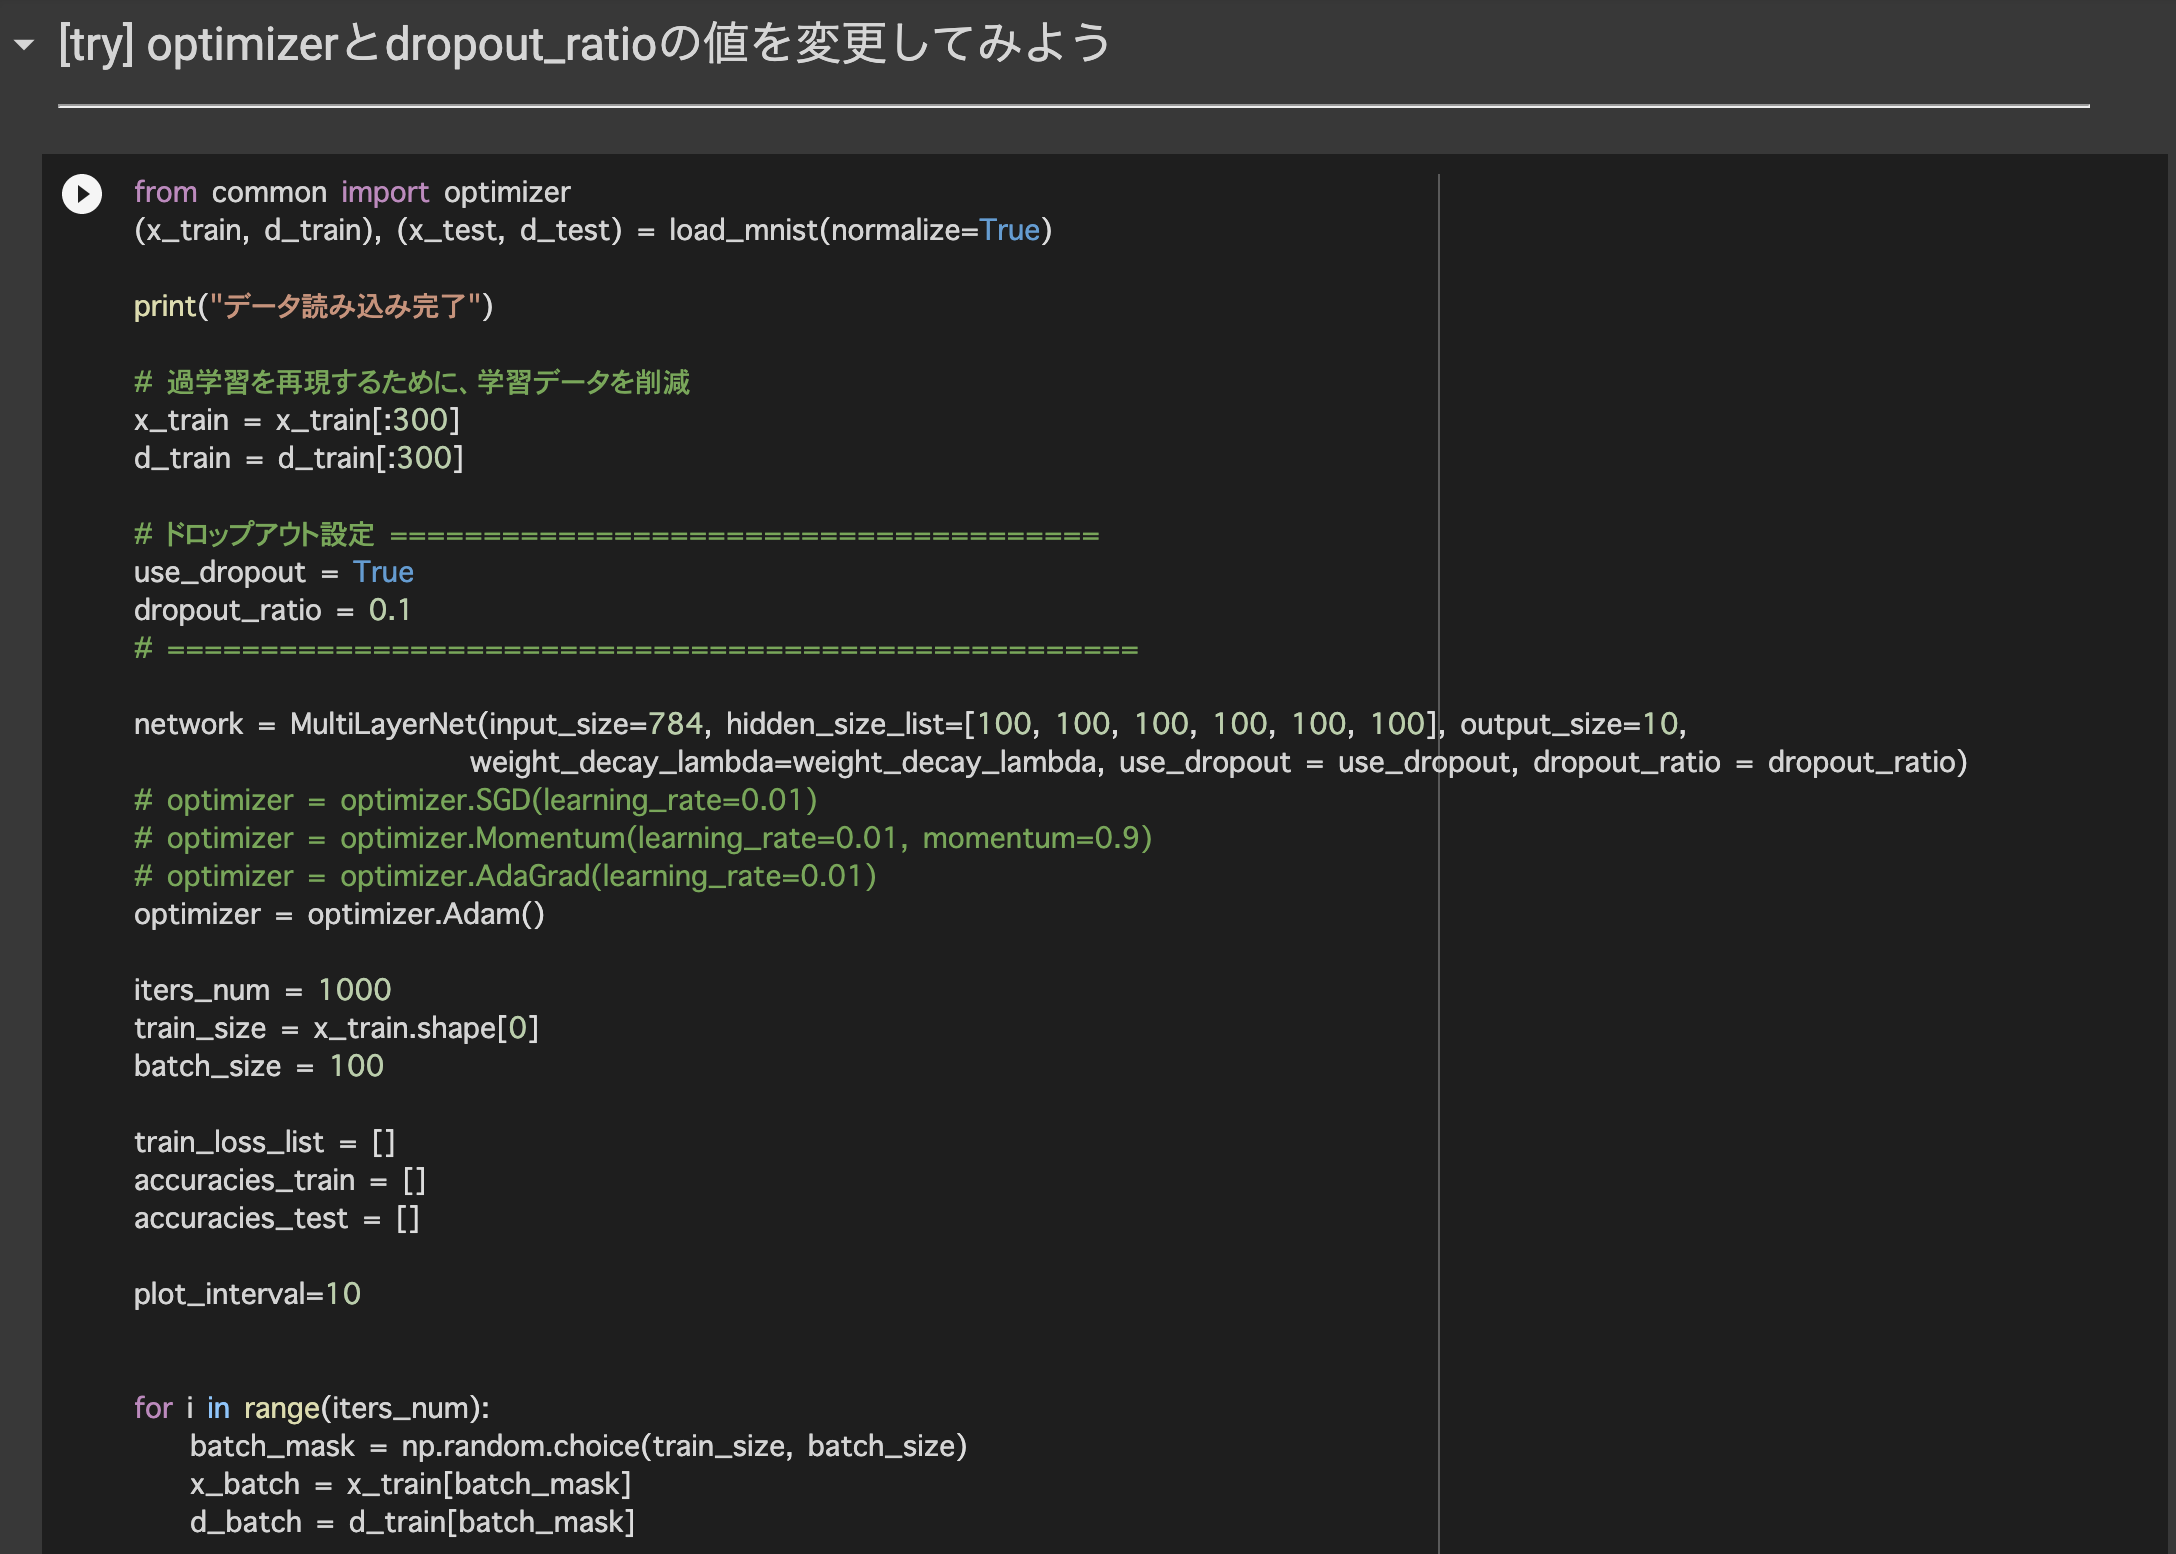 [try] optimizerとdropout_ratioの値を変更してみよう
from common import optimizer
(x_train, d_train), (x_test, d_test) = load_mnist(normalize=True)
print("データ読み込み完了")
# 過学習を再現するために、学習データを削減
x_train = x_train[:300]
d_train = d_train[:300]
# ドロップアウト設定 ======================================
use_dropout = True
dropout_ratio = 0.1
# ====================================================
network = MultiLayerNet(input_size=784, hidden_size_list=[100, 100, 100, 100, 100, 100], output_size=10,
weight_decay_lambda=weight_decay_lambda, use_dropout = use_dropout, dropout_ratio = dropout_ratio)
# optimizer = optimizer.SGD(learning_rate=0.01)
# optimizer = optimizer.Momentum(learning_rate=0.01, momentum=0.9)
# optimizer = optimizer.AdaGrad(learning_rate=0.01)
optimizer = optimizer.Adam()
iters_num = 1000
train_size = x_train.shape[0]
batch_size = 100
train_loss_list = []
accuracies_train = []
accuracies_test = []
plot_interval=10
for i in range(iters_num):
batch_mask = np.random.choice(train_size, batch_size)
x_batch = x_train[batch_mask]
d_batch = d_train[batch_mask]